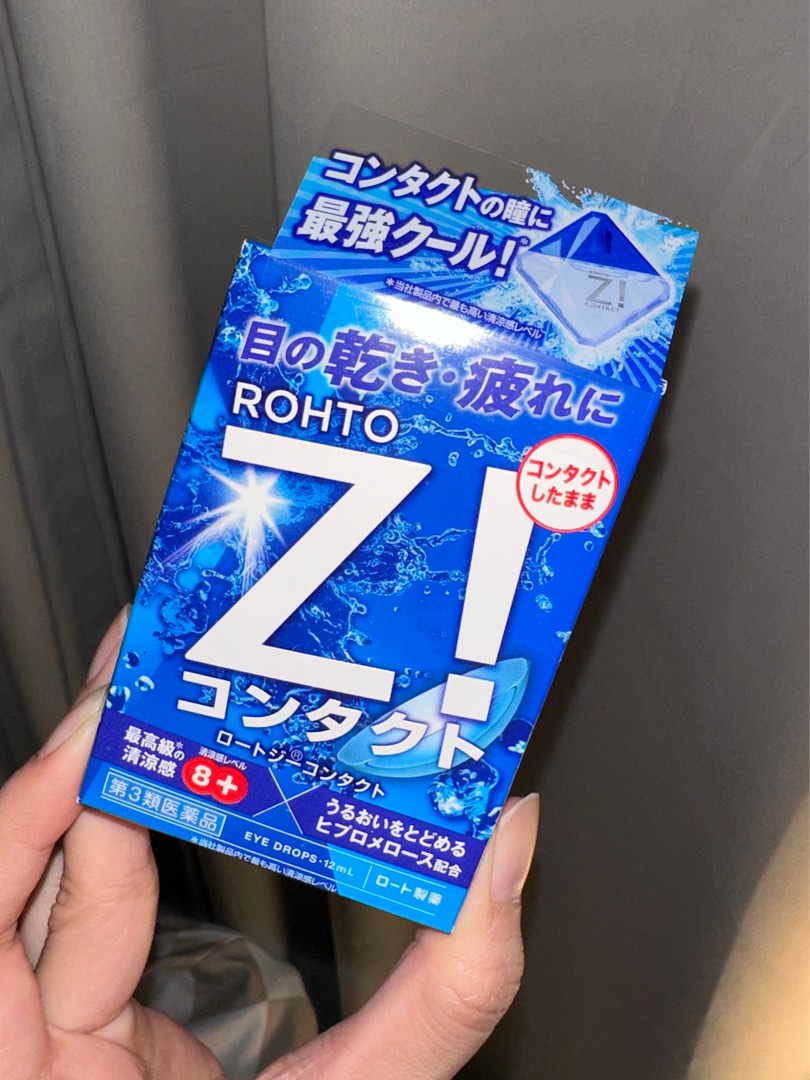 コンタクトの瞳に
最強クール!*
Z!
CONTACT
*当社製品内で最も高い清涼感レベル
目の乾き・疲れに
ROHTO
Z!
コンタクト
したまま
コンタクト
ロートジー®コンタクト
最高級*の
清涼感
清涼感レベル
8+
うるおいをとどめる
ヒプロメロース配合
第3類医薬品
EYE DROPS・12mL
ロート製薬
*当社製品内で最も高い清涼感レベル